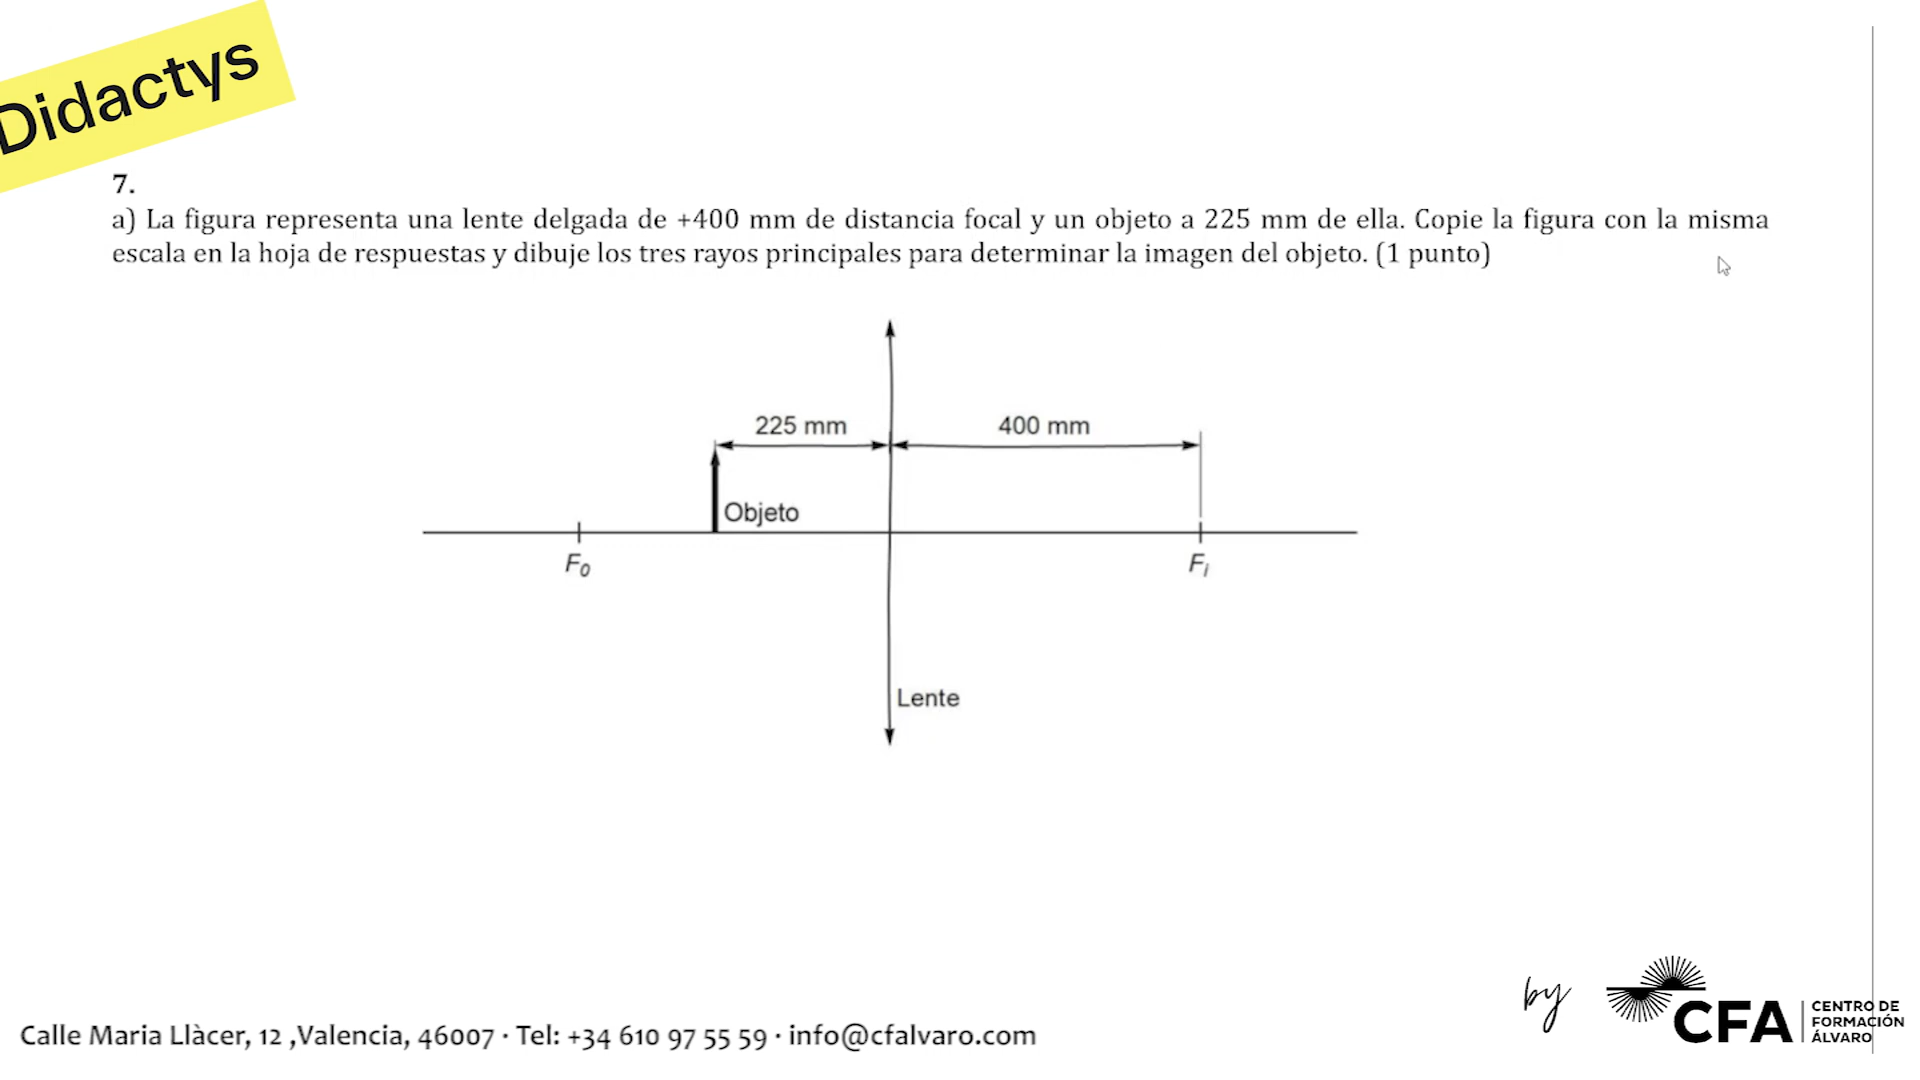 Didactys
7.
a) La figura representa una lente delgada de +400 mm de distancia focal y un objeto a 225 mm de ella. Copie la figura con la misma
escala en la hoja de respuestas y dibuje los tres rayos principales para determinar la imagen del objeto. (1 punto)
225 mm
400 mm
Objeto
F₀
Fᵢ
Lente
by
CFA
CENTRO DE
FORMACIÓN
ÁLVARO
Calle Maria Llàcer, 12 ,Valencia, 46007 · Tel: +34 610 97 55 59 · info@cfalvaro.com